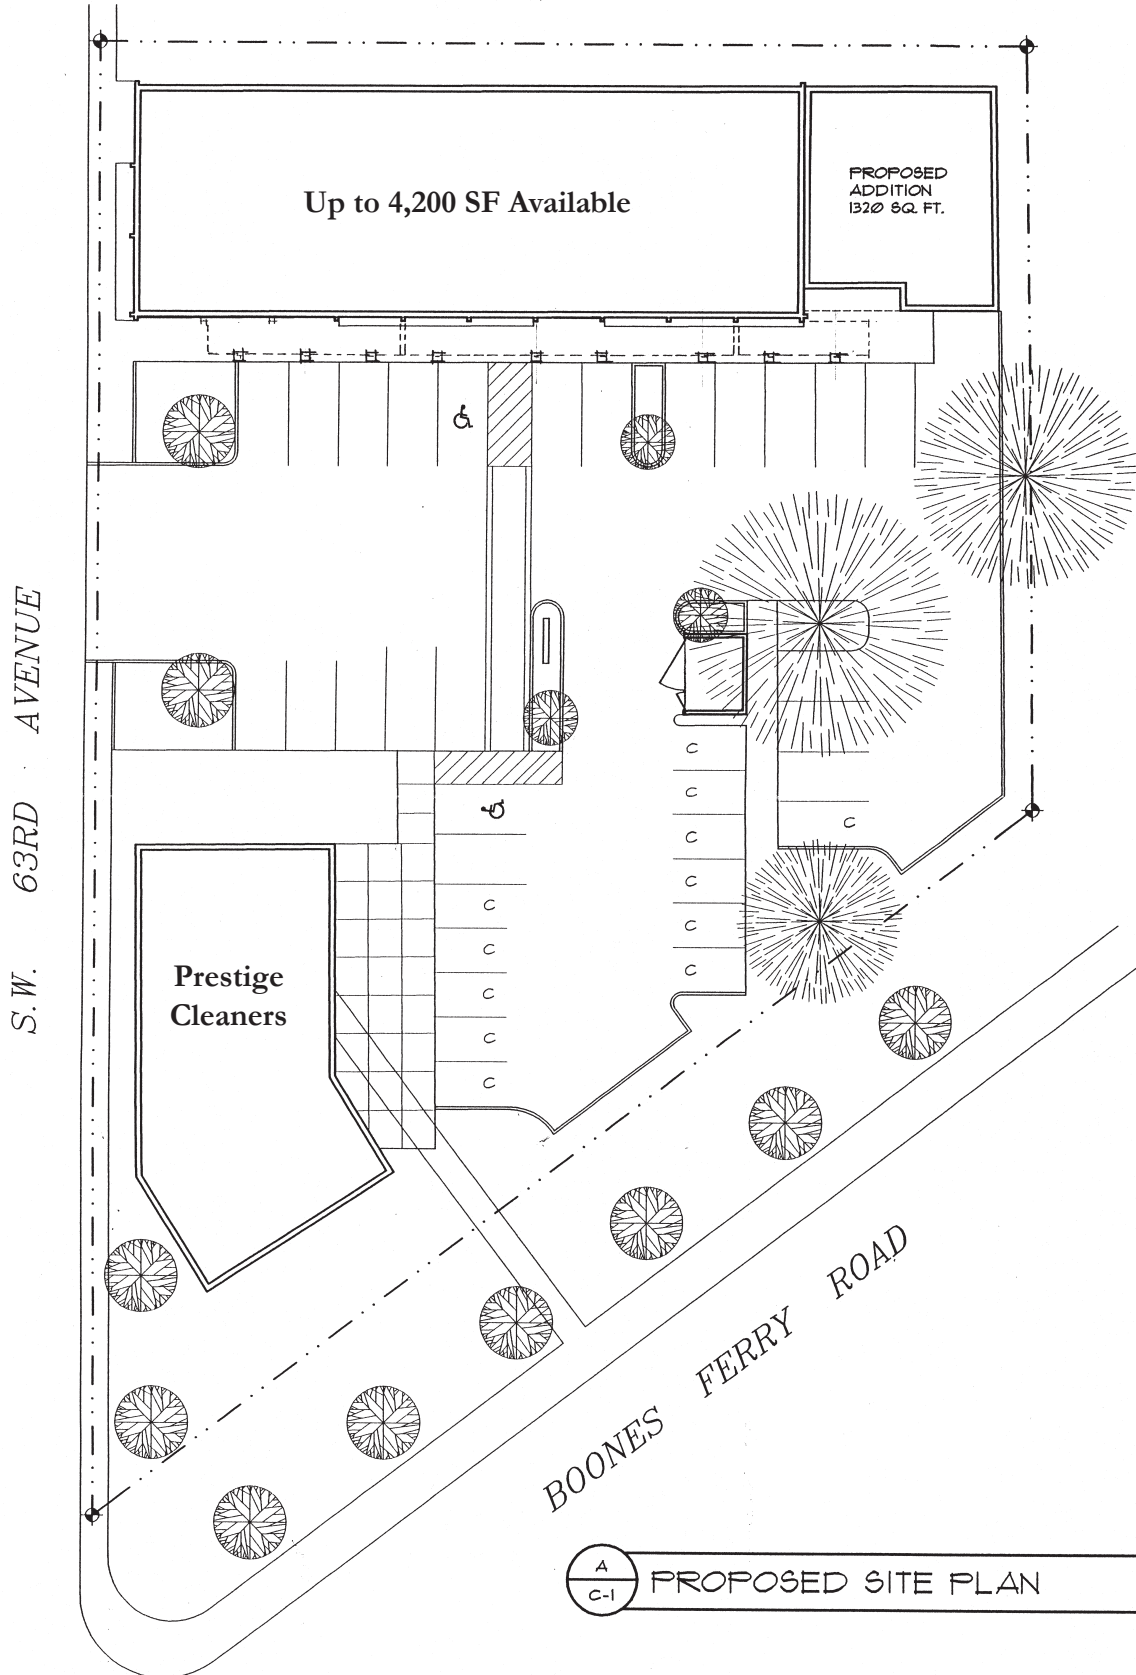 Up to 4,200 SF Available
PROPOSED
ADDITION
1320 SQ. FT.
S.W. 63RD AVENUE
C
C
C
C
C
C
C
C
C
C
C
C
Prestige
Cleaners
BOONES FERRY ROAD
A
C-1
PROPOSED SITE PLAN